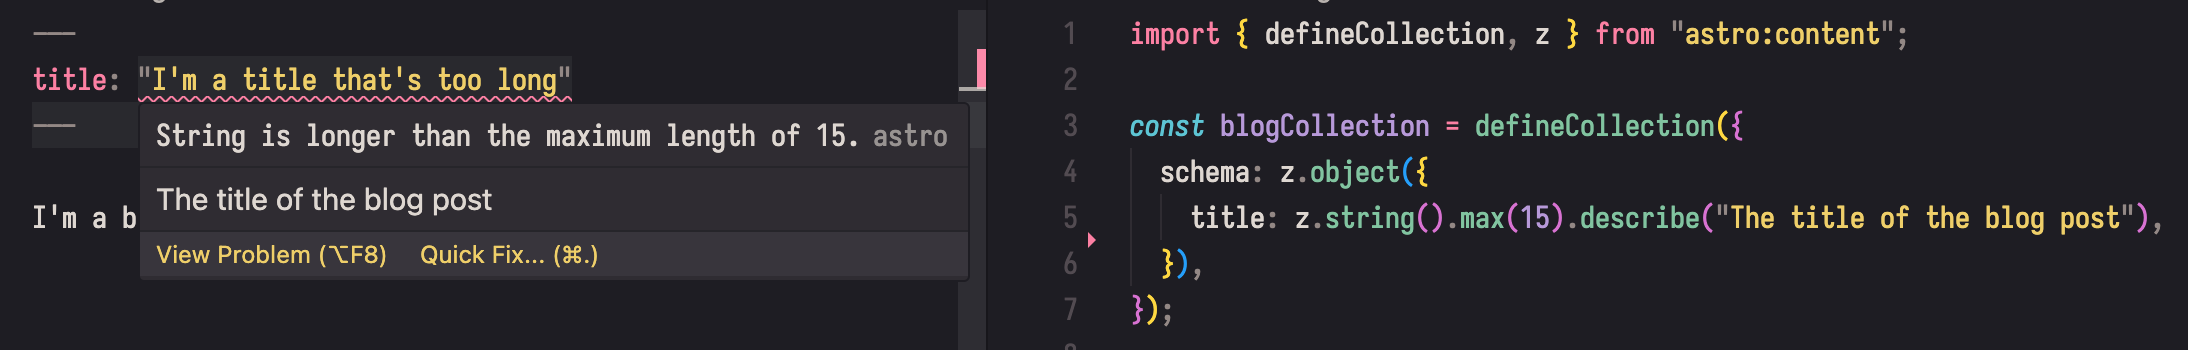 ---
title: "I'm a title that's too long"
---
String is longer than the maximum length of 15. astro
The title of the blog post
View Problem (⌥F8) Quick Fix... (⌘.)
I'm a b
1 import { defineCollection, z } from "astro:content";
2
3 const blogCollection = defineCollection({
4 schema: z.object({
5 title: z.string().max(15).describe("The title of the blog post"),
6 }),
7 });